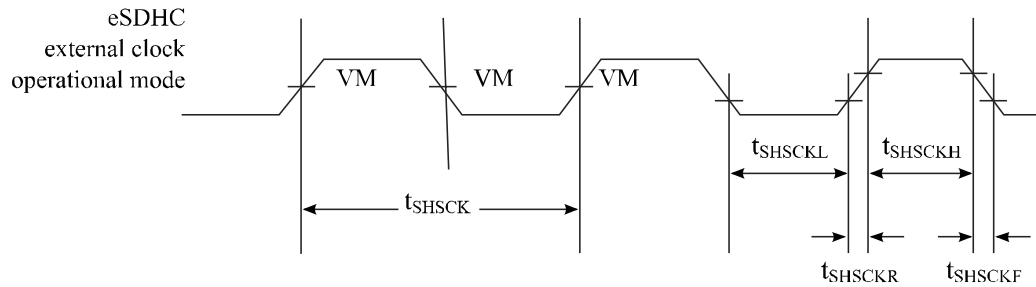 eSDHC
external clock
operational mode
VM VM VM
tSHSCKL tSHSCKH
tSHSCK
tSHSCKR tSHSCKF